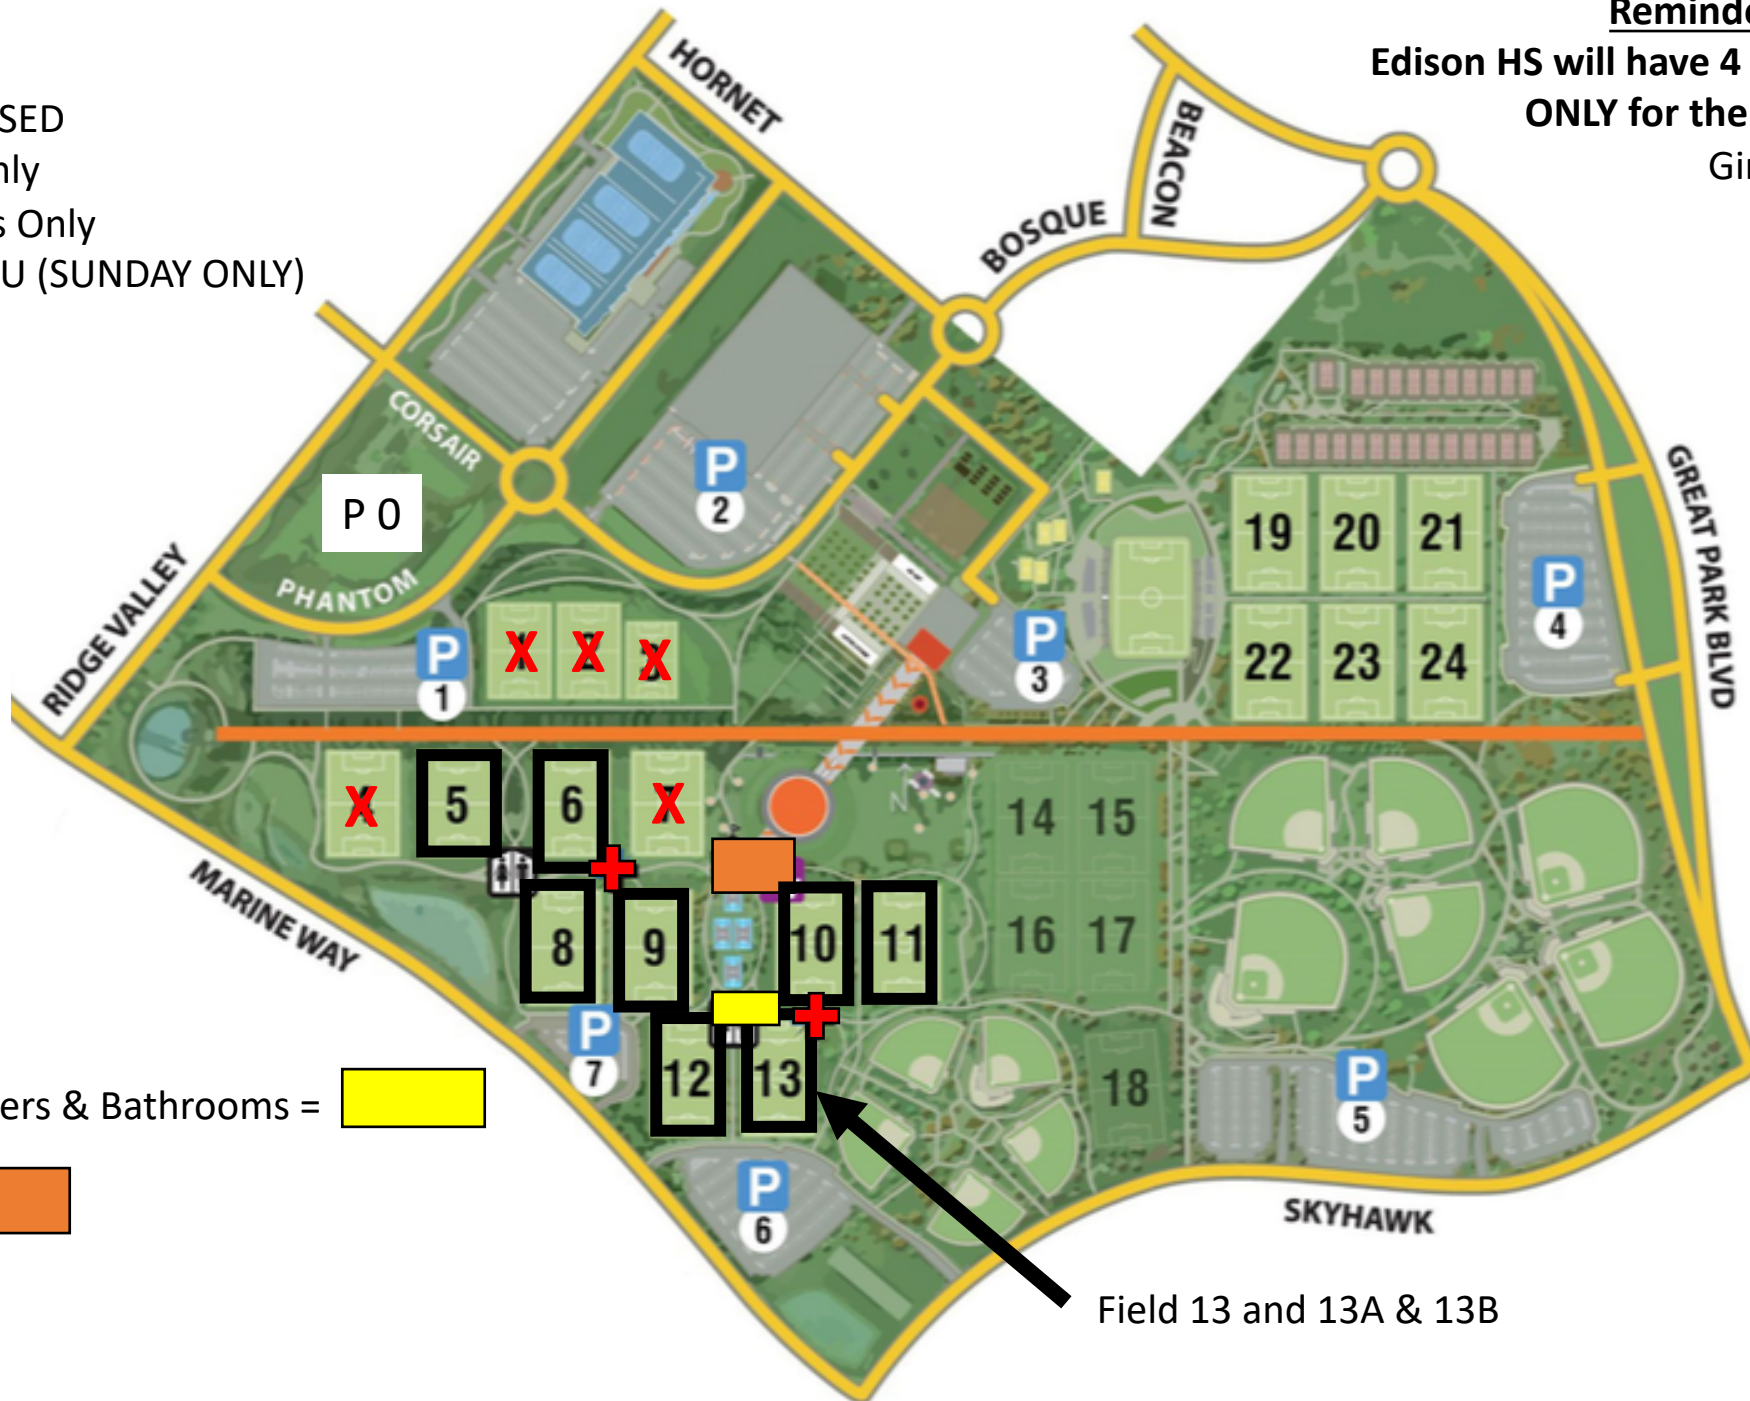 Reminde
Edison HS will have 4
ONLY for the
Gir
SED
nly
s Only
U (SUNDAY ONLY)
HORNET
BEACON
BOSQUE
CORSAIR
P 0
PHANTOM
RIDGE VALLEY
GREAT PARK BLVD
P
2
P
1
P
3
P
4
19 20 21
22 23 24
X X X
X 5 6 X
14 15
16 17
8 9 10 11
N
MARINE WAY
P
7
12 13
18
P
5
P
6
ers & Bathrooms =
SKYHAWK
Field 13 and 13A & 13B